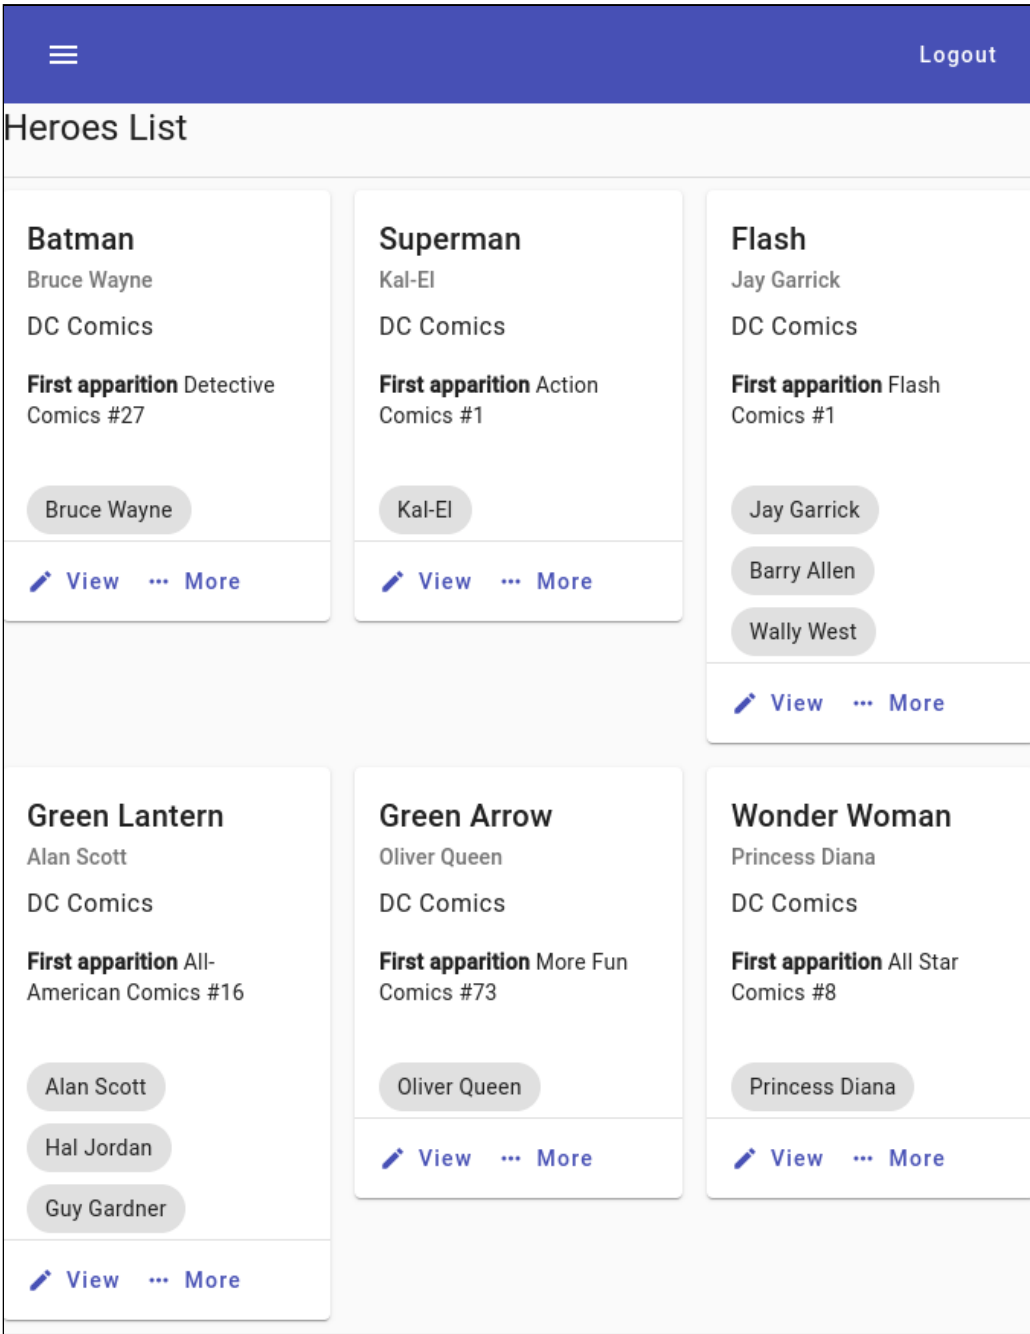 Logout
Heroes List
Batman
Bruce Wayne
DC Comics
First apparition Detective
Comics #27
Bruce Wayne
View
More
Superman
Kal-El
DC Comics
First apparition Action
Comics #1
Kal-El
View
More
Flash
Jay Garrick
DC Comics
First apparition Flash
Comics #1
Jay Garrick
Barry Allen
Wally West
View
More
Green Lantern
Alan Scott
DC Comics
First apparition All-
American Comics #16
Alan Scott
Hal Jordan
Guy Gardner
View
More
Green Arrow
Oliver Queen
DC Comics
First apparition More Fun
Comics #73
Oliver Queen
View
More
Wonder Woman
Princess Diana
DC Comics
First apparition All Star
Comics #8
Princess Diana
View
More